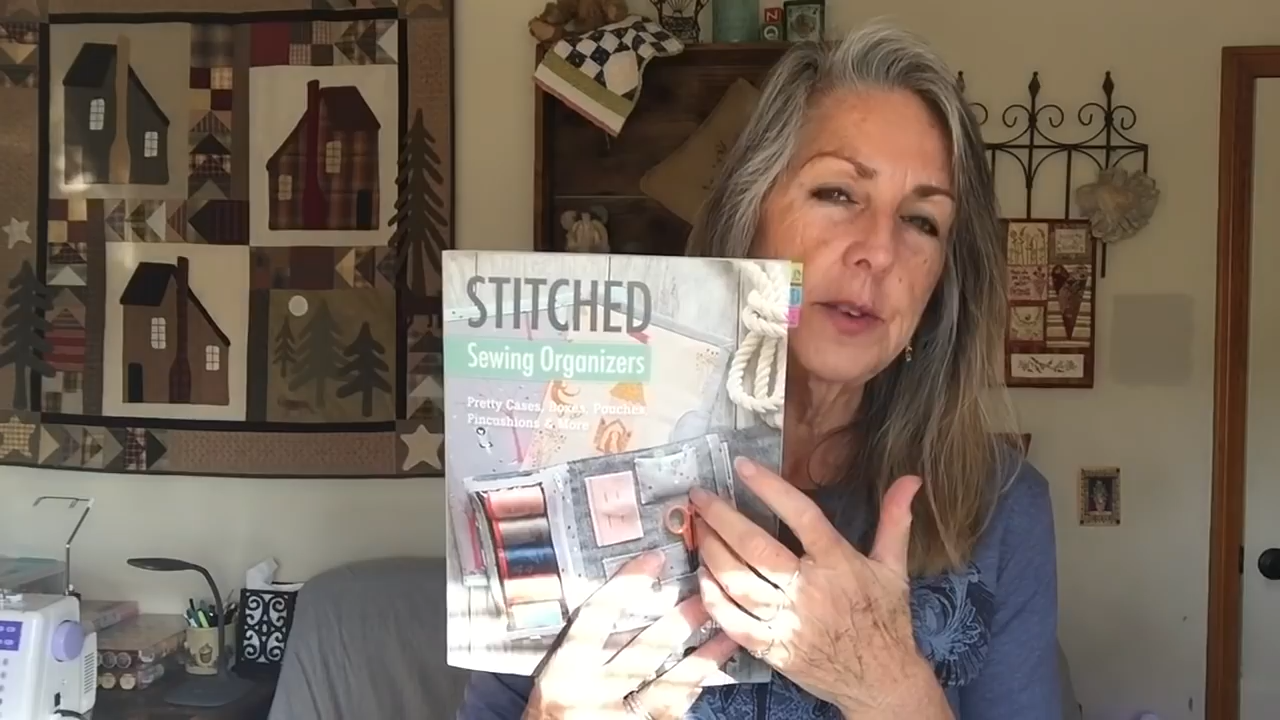 STITCHED
Sewing Organizers
Pretty Cases, Boxes, Pouches,
Pincushions & More